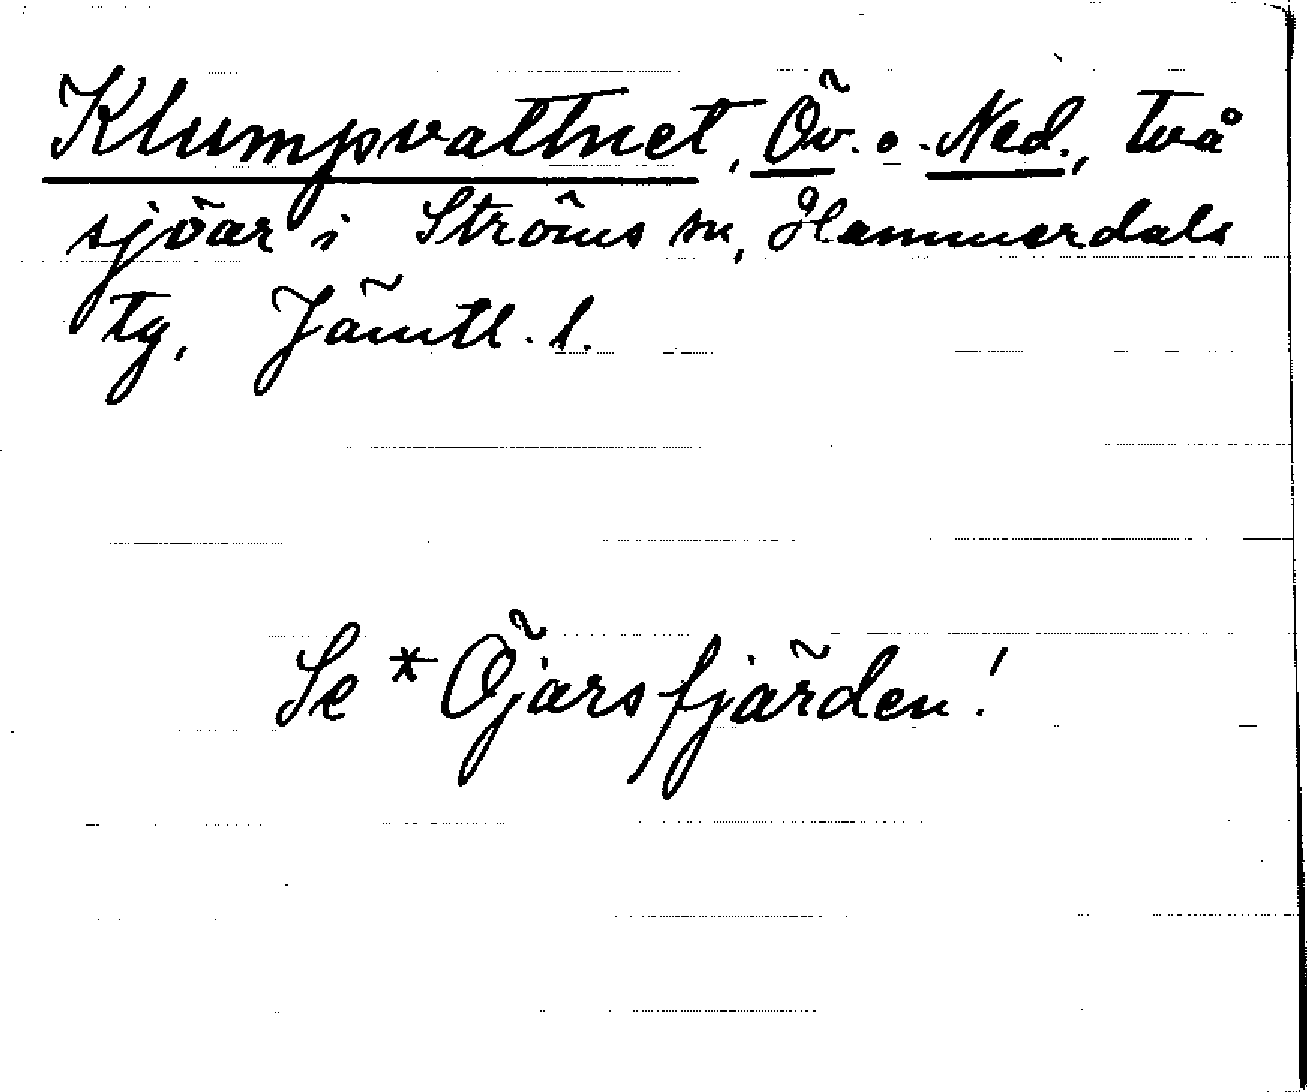 Klumpvattnet, Öv. o. Ned., två
sjöar i Ströms sn, Hammerdals
tg, Jämtl. l.
Se *Öjarsfjärden!